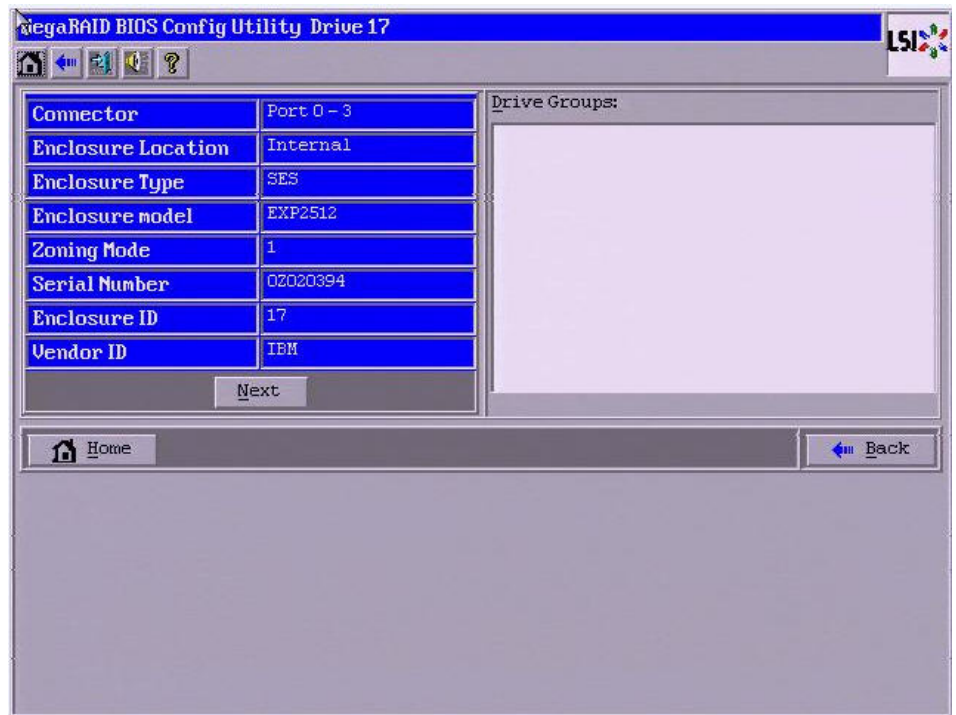 egaRAID BIOS Config Utility Drive 17
LSI
Connector Port 0 - 3
Enclosure Location Internal
Enclosure Type SES
Enclosure model EXP2512
Zoning Mode 1
Serial Number 0Z020394
Enclosure ID 17
Vendor ID IBM
Next
Drive Groups:
Home
Back